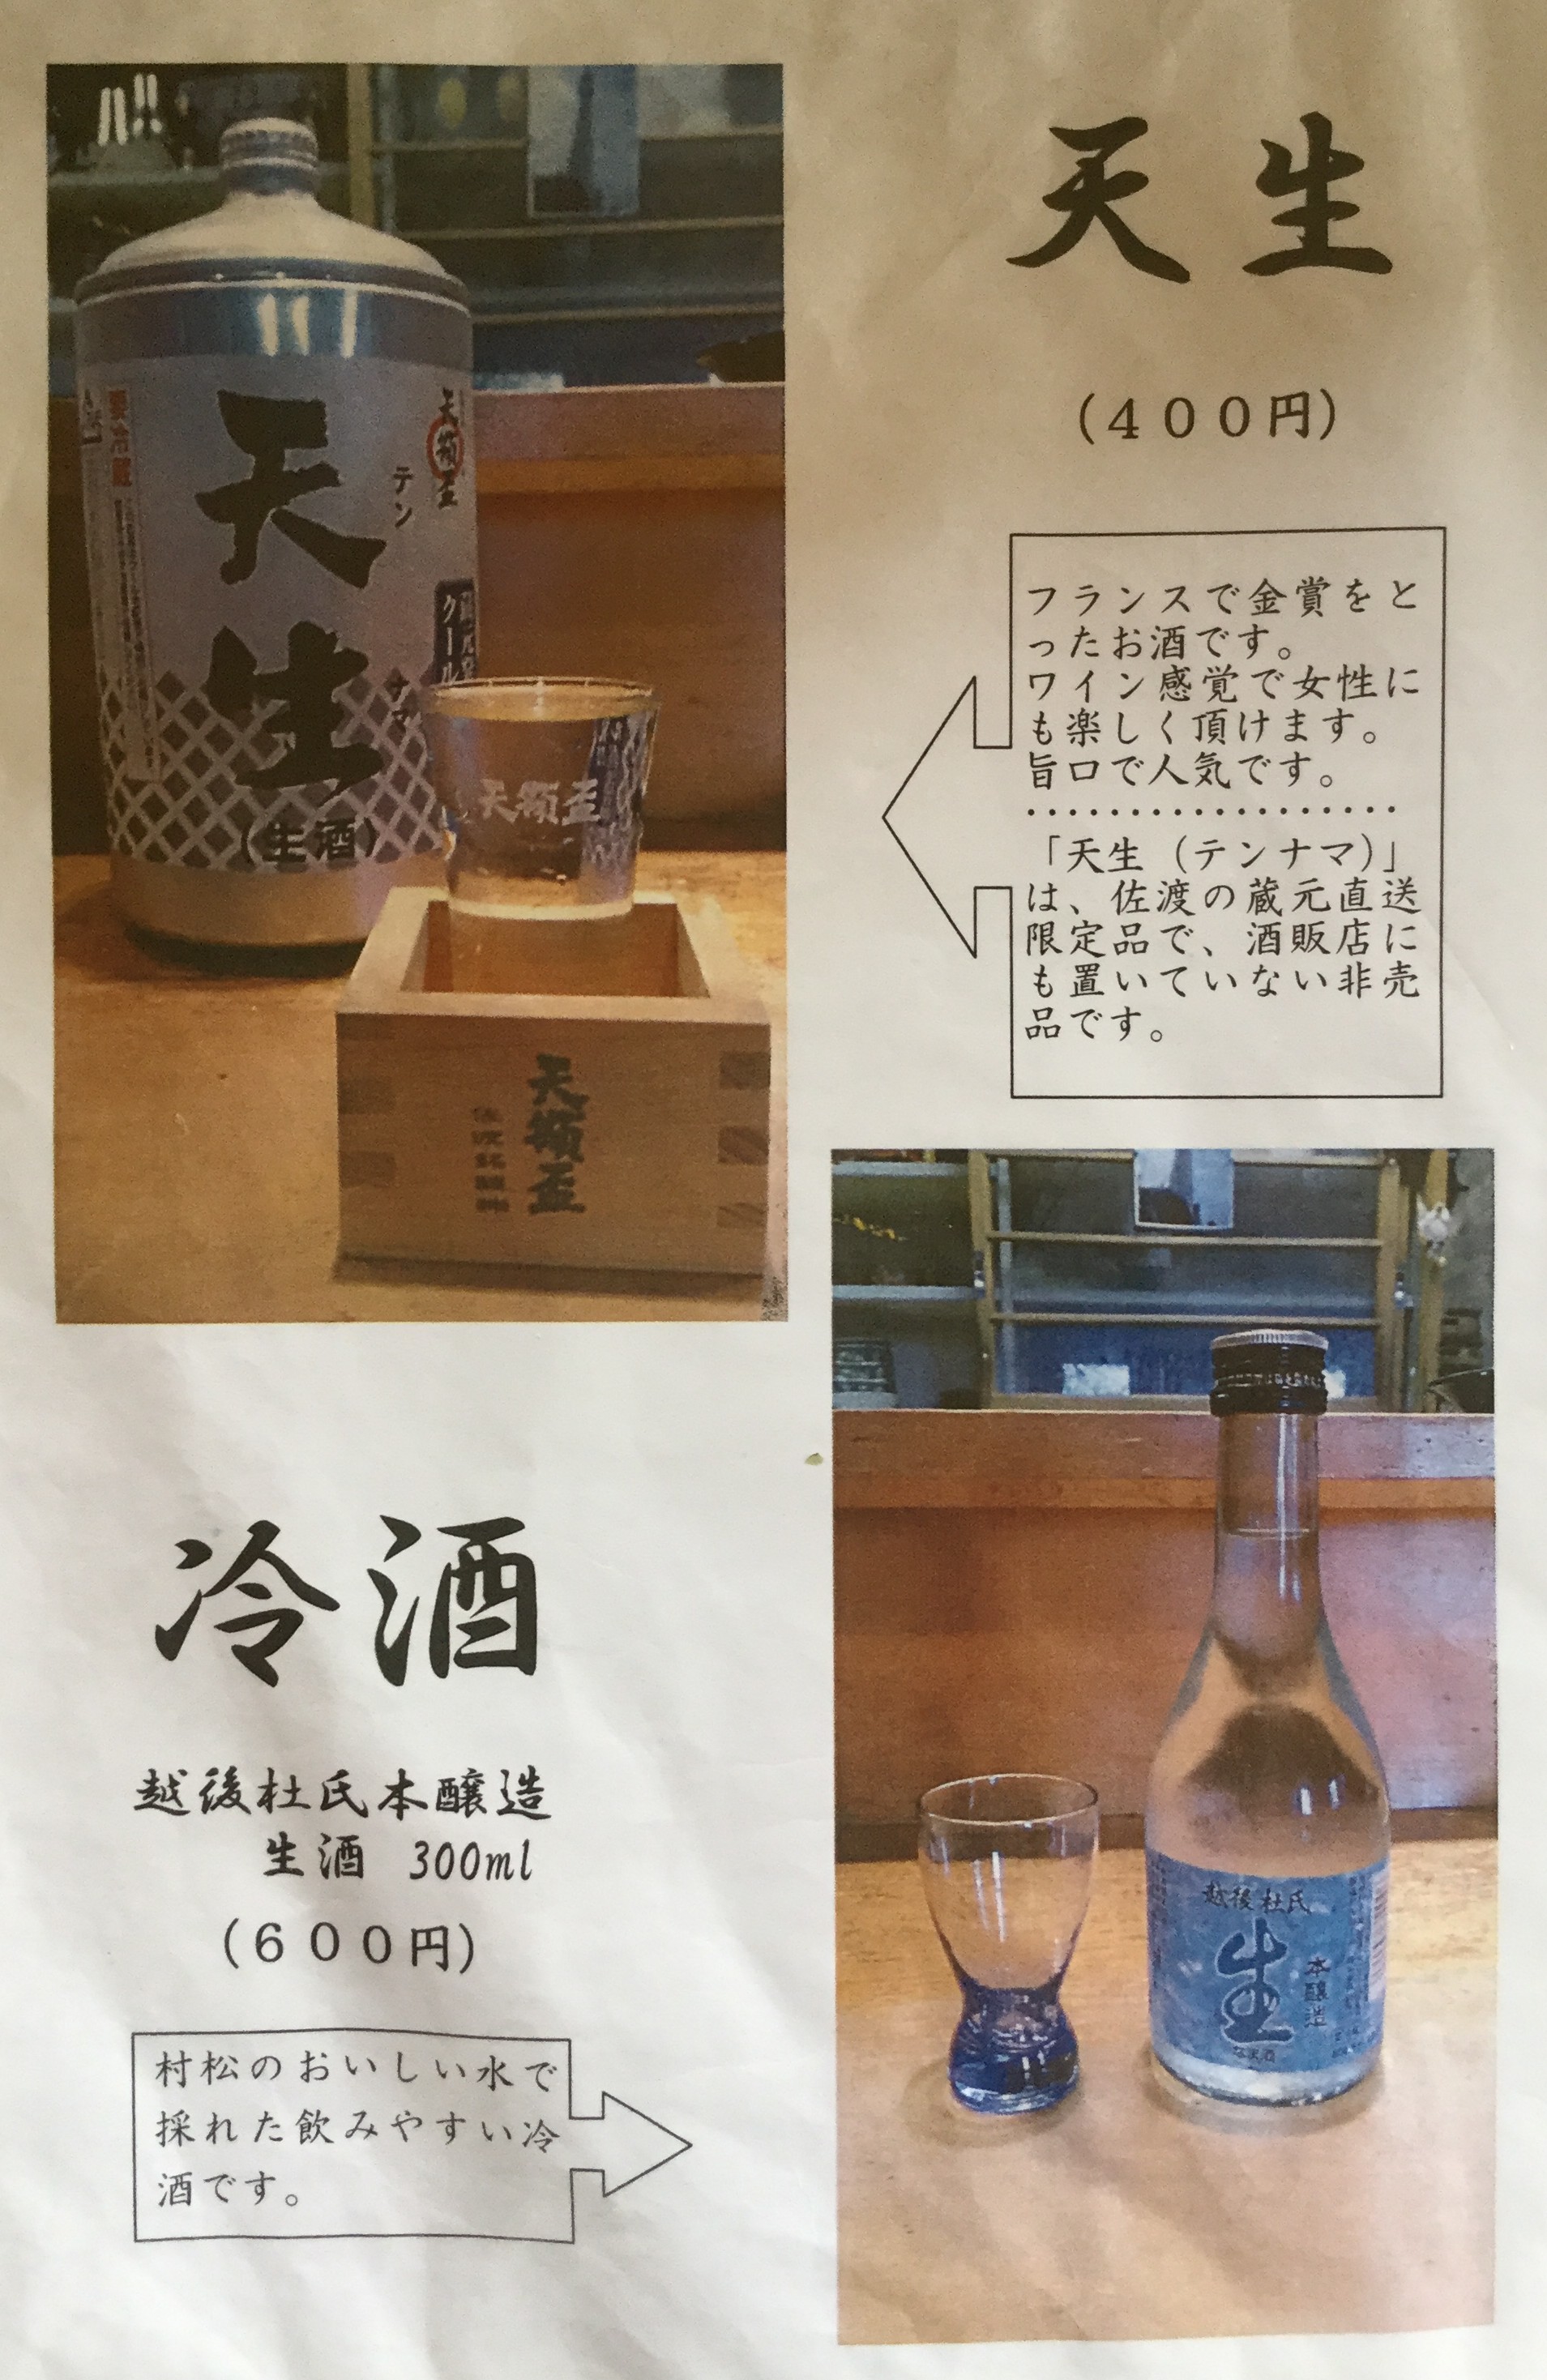 天生
(400円)
フランスで金賞をと
ったお酒です。
ワイン感覚で女性に
も楽しく頂けます。
旨口で人気です。
・・・・・・・・・・・・・・・・・
「天生（テンナマ）」
は、佐渡の蔵元直送
限定品で、酒販店に
も置いていない非売
品です。
天生
テン
ナマ
(生酒)
要冷蔵
天領盃
クール
天領盃
天領盃
佐渡銘醸
冷酒
越後杜氏本醸造
生酒 300ml
(600円)
村松のおいしい水で
採れた飲みやすい冷
酒です。
越後杜氏
生
本醸造
なま酒